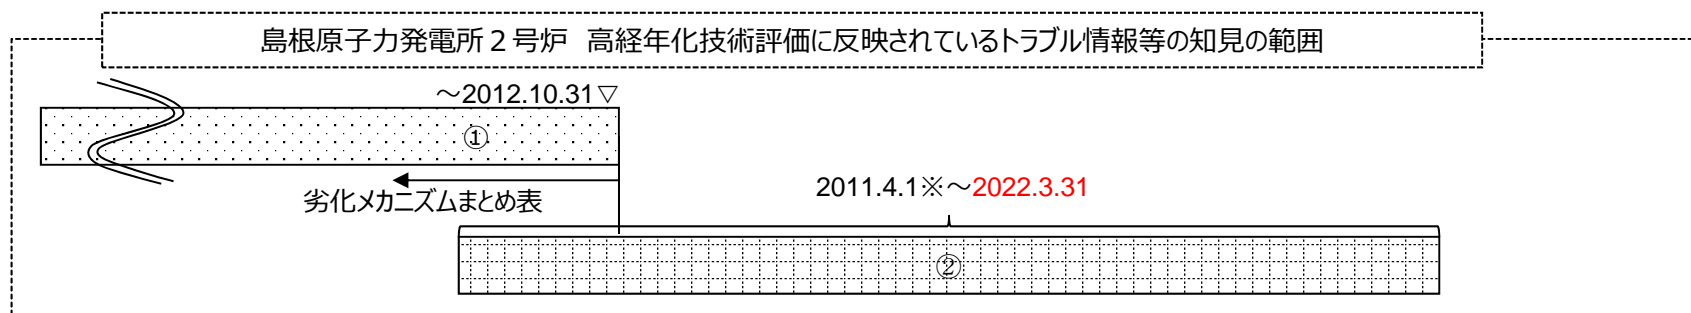 島根原子力発電所２号炉　高経年化技術評価に反映されているトラブル情報等の知見の範囲
～2012.10.31▽
①
劣化メカニズムまとめ表
2011.4.1※～2022.3.31
②